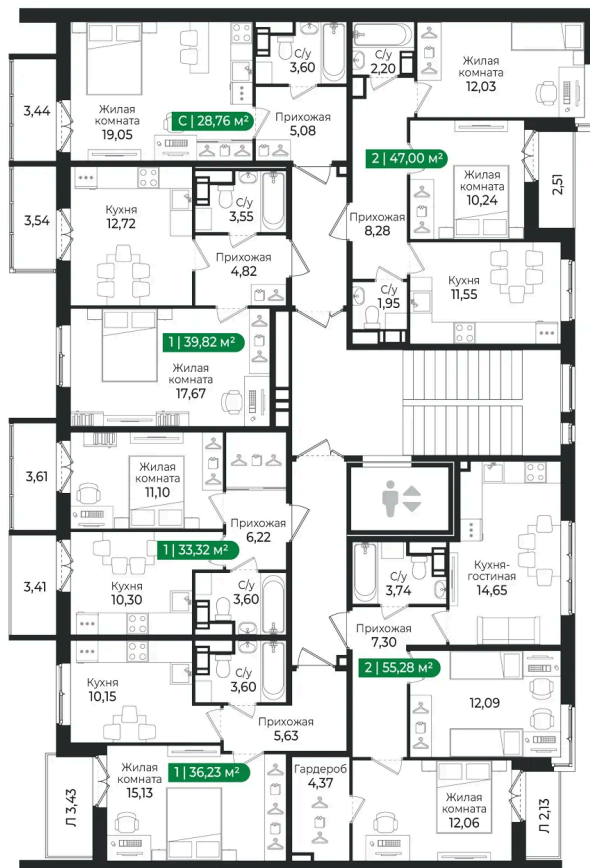 С/у
3,60
С/у
2,20
Жилая
комната
12,03
3,44
Жилая
комната
19,05
С | 28,76 м²
Прихожая
5,08
2 | 47,00 м²
Жилая
комната
10,24
2,51
3,54
Кухня
12,72
С/у
3,55
Прихожая
4,82
Прихожая
8,28
С/у
1,95
Кухня
11,55
1 | 39,82 м²
Жилая
комната
17,67
3,61
Жилая
комната
11,10
Прихожая
6,22
1 | 33,32 м²
3,41
Кухня
10,30
С/у
3,60
С/у
3,74
Кухня-
гостиная
14,65
Прихожая
7,30
2 | 55,28 м²
Кухня
10,15
С/у
3,60
12,09
Прихожая
5,63
Жилая
комната
15,13
1 | 36,23 м²
Гардероб
4,37
Л 3,43
Жилая
комната
12,06
Л 2,13